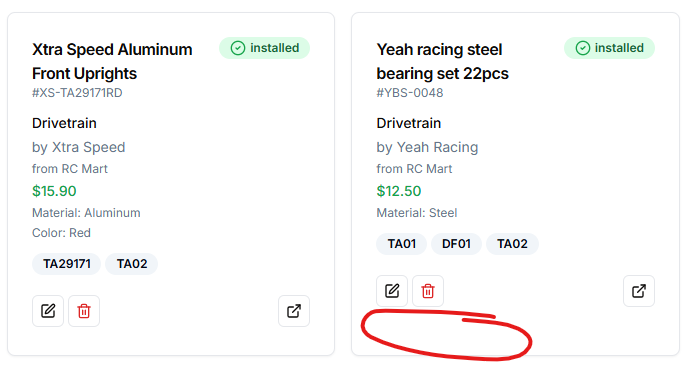 Xtra Speed Aluminum
Front Uprights
installed
#XS-TA29171RD
Drivetrain
by Xtra Speed
from RC Mart
$15.90
Material: Aluminum
Color: Red
TA29171 TA02
Yeah racing steel
bearing set 22pcs
installed
#YBS-0048
Drivetrain
by Yeah Racing
from RC Mart
$12.50
Material: Steel
TA01 DF01 TA02